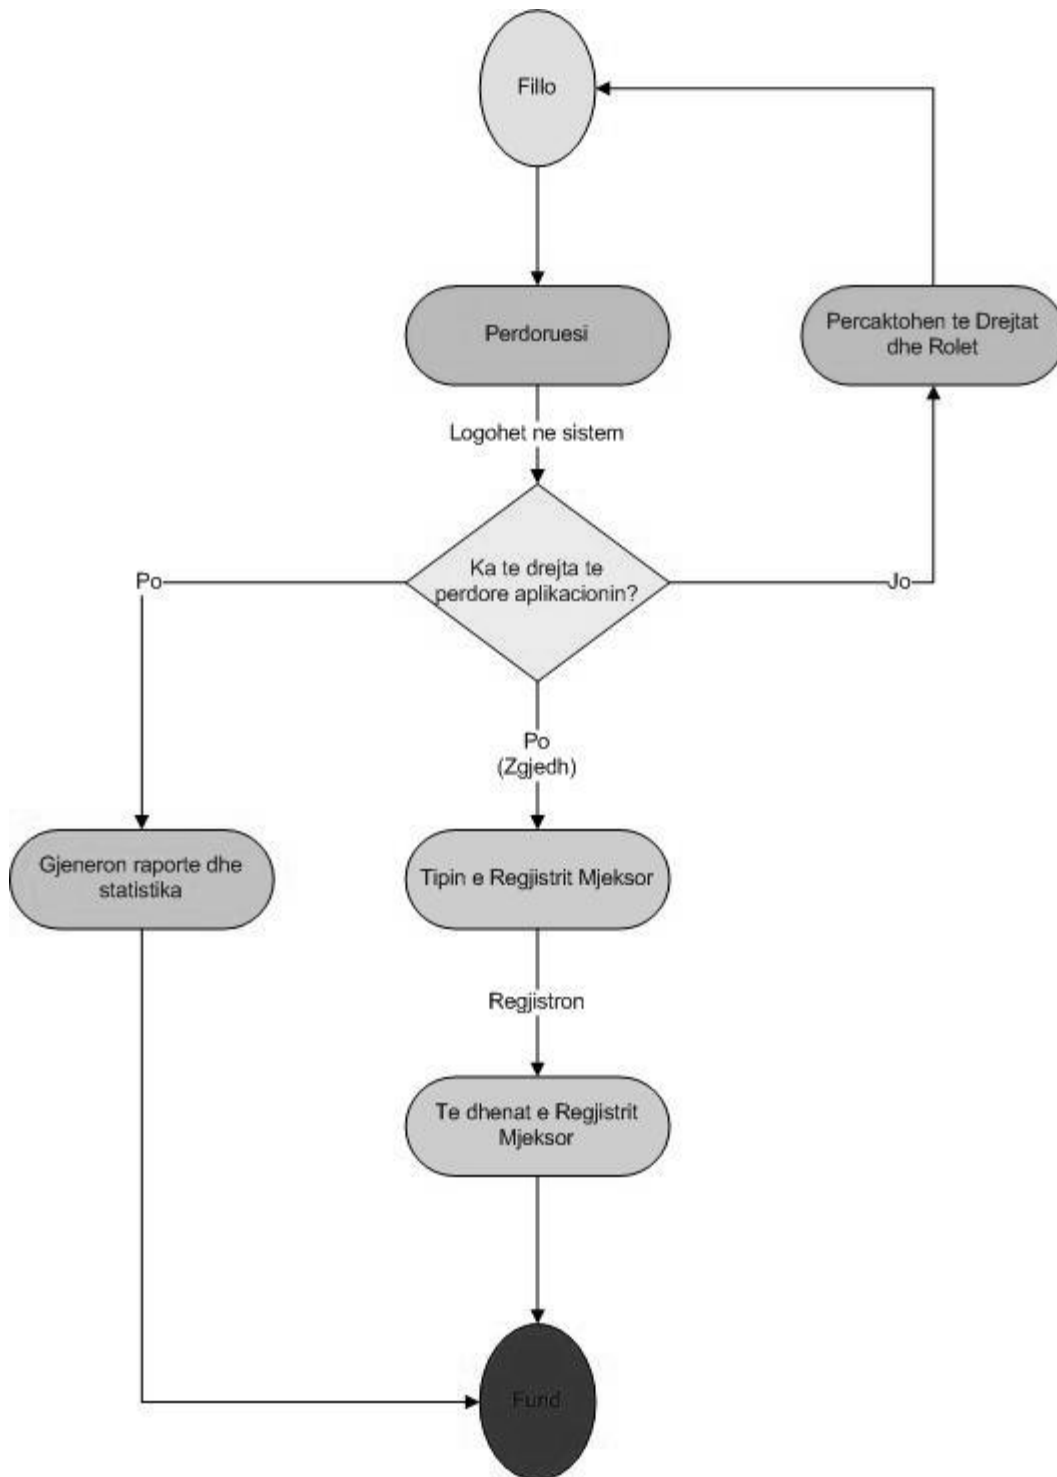 Fillo
Perdoruesi
Percaktohen te Drejtat
dhe Rolet
Logohet ne sistem
Ka te drejta te
perdore aplikacionin?
Po
Jo
Po
(Zgjedh)
Gjeneron raporte dhe
statistika
Tipin e Regjistrit Mjeksor
Regjistron
Te dhenat e Regjistrit
Mjeksor
Fund